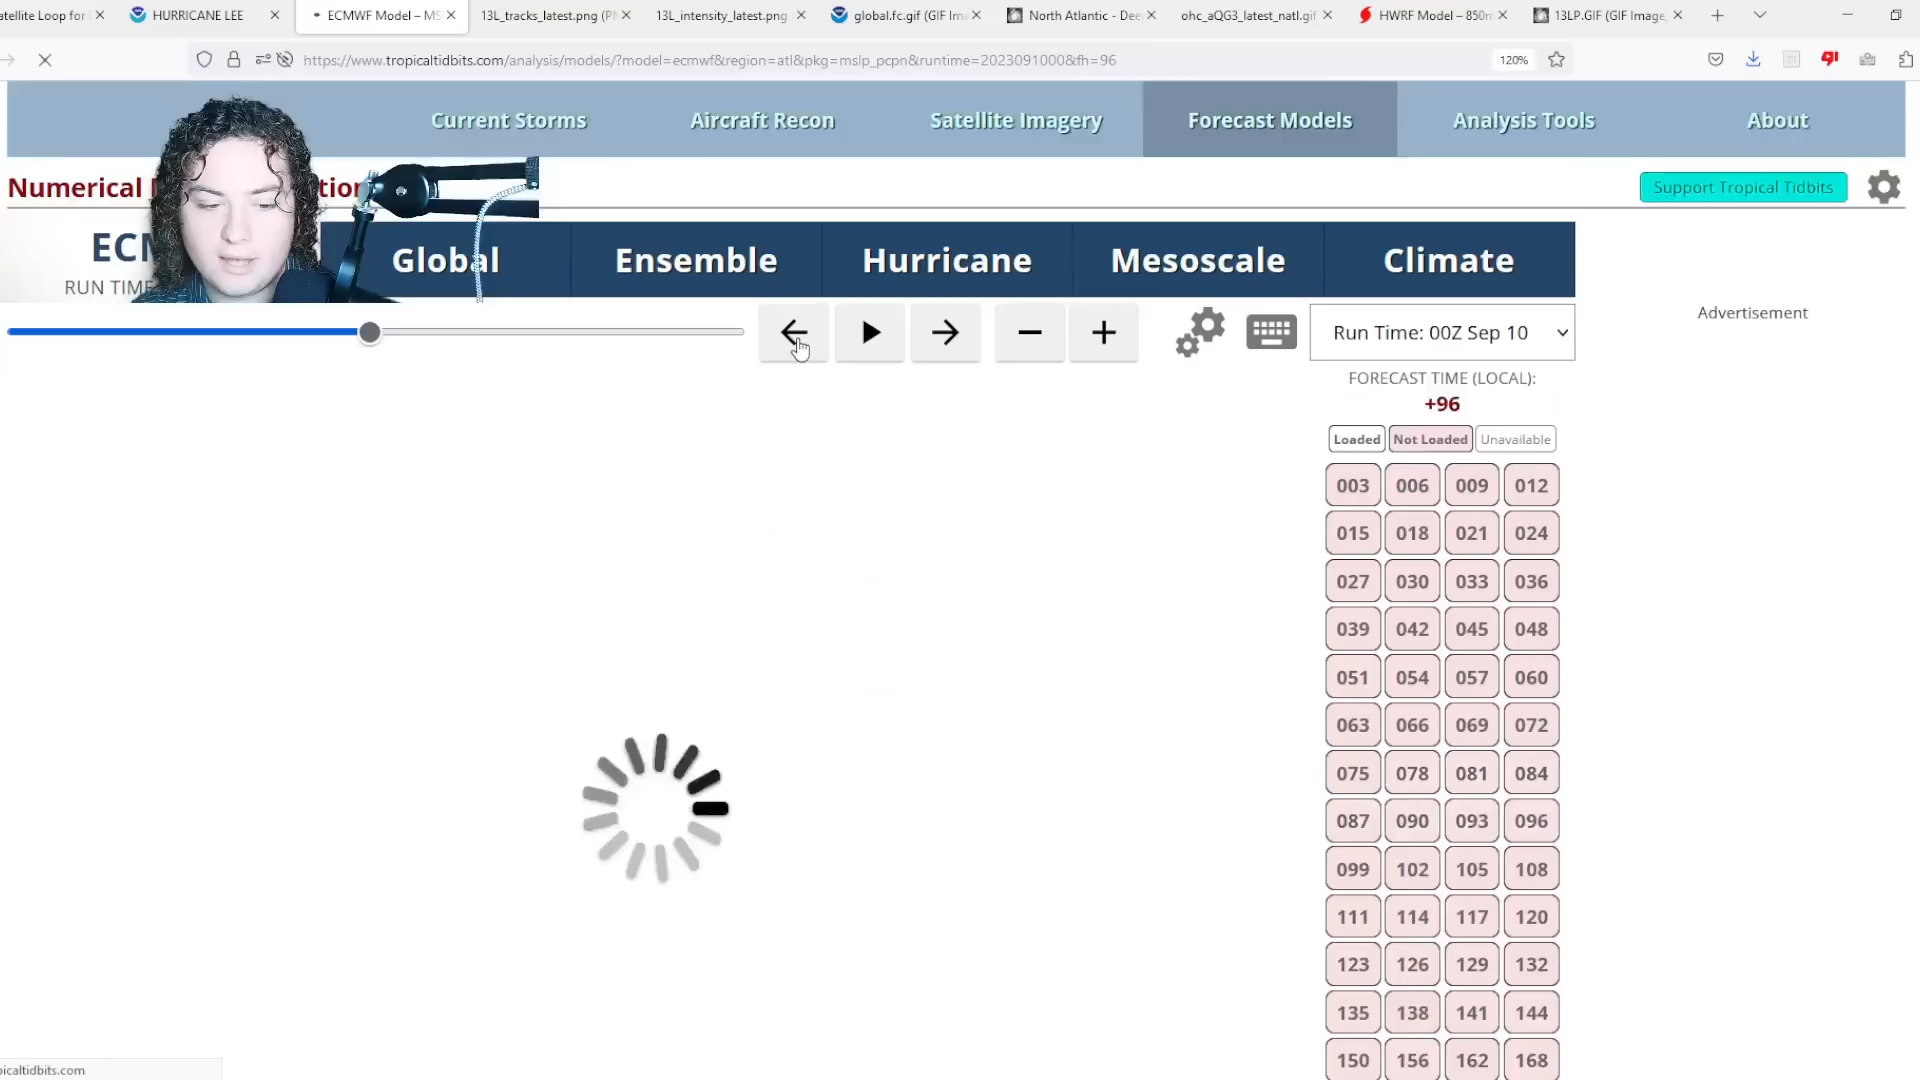 atellite Loop for
HURRICANE LEE
ECMWF Model – MS
13L_tracks_latest.png (P
13L_intensity_latest.png
global.fc.gif (GIF Im
North Atlantic - Dee
ohc_aQG3_latest_natl.gif
HWRF Model – 850m
13LP.GIF (GIF Image,
https://www.tropicaltidbits.com/analysis/models/?model=ecmwf&region=atl&pkg=mslp_pcpn&runtime=2023091000&fh=96
120%
Current Storms
Aircraft Recon
Satellite Imagery
Forecast Models
Analysis Tools
About
Numerical
tion
Support Tropical Tidbits
ECM
RUN TIME
Global
Ensemble
Hurricane
Mesoscale
Climate
Run Time: 00Z Sep 10
Advertisement
FORECAST TIME (LOCAL):
+96
Loaded Not Loaded Unavailable
003 006 009 012
015 018 021 024
027 030 033 036
039 042 045 048
051 054 057 060
063 066 069 072
075 078 081 084
087 090 093 096
099 102 105 108
111 114 117 120
123 126 129 132
135 138 141 144
150 156 162 168
picaltidbits.com